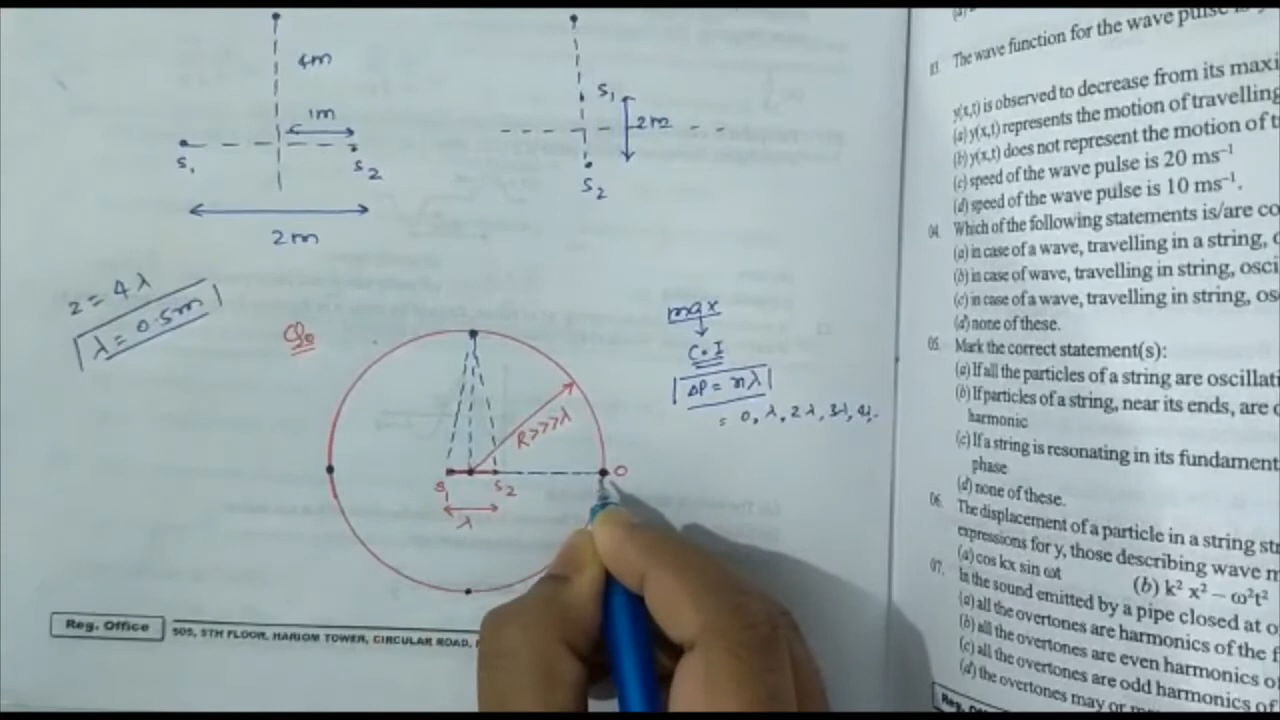 4m
1m
S1
S2
2m
S1
2m
S2
2 = 4λ
λ = 0.5m
Q.
max
C.I
ΔP = nλ
= 0, λ, 2λ, 3λ, 4λ.
R>>>λ
S1
S2
O
λ
Reg. Office
505, 5TH FLOOR, HARIOM TOWER, CIRCULAR ROAD,
03. The wave function for the wave pulse is
y(x,t) is observed to decrease from its maxi
(a) y(x,t) represents the motion of travelling
(b) y(x,t) does not represent the motion of t
(c) speed of the wave pulse is 20 ms⁻¹
(d) speed of the wave pulse is 10 ms⁻¹.
04. Which of the following statements is/are co
(a) in case of a wave, travelling in a string,
(b) in case of wave, travelling in string, osci
(c) in case of a wave, travelling in string, os
(d) none of these.
05. Mark the correct statement(s):
(a) If all the particles of a string are oscillati
(b) If particles of a string, near its ends, are
harmonic
(c) If a string is resonating in its fundament
phase
(d) none of these.
06. The displacement of a particle in a string str
expressions for y, those describing wave m
(a) cos kx sin ωt (b) k² x² – ω²t²
07. In the sound emitted by a pipe closed at o
(a) all the overtones are harmonics of the f
(b) all the overtones are even harmonics of
(c) all the overtones are odd harmonics of
(d) the overtones may or
Reg.